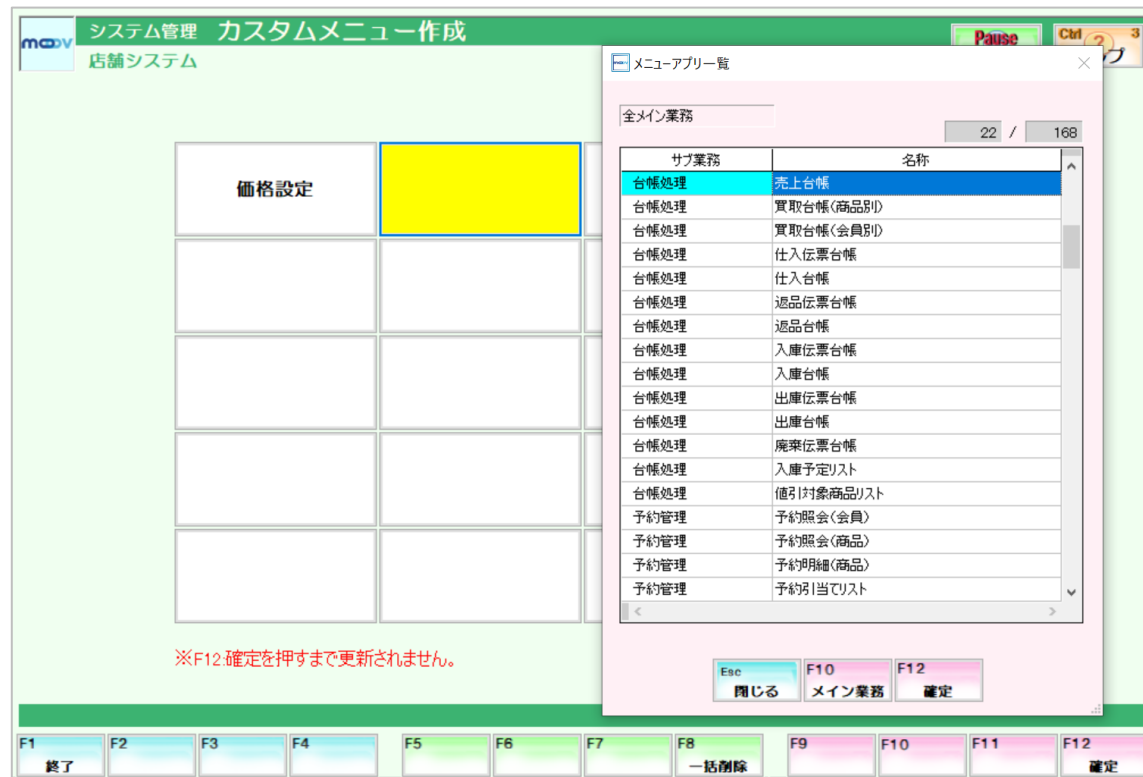 moov
システム管理 カスタムメニュー作成
店舗システム
Pause
Ctrl ? 3
プ
価格設定
※F12:確定を押すまで更新されません。
メニューアプリ一覧
全メイン業務
22 / 168
サブ業務 名称
台帳処理 売上台帳
台帳処理 買取台帳(商品別)
台帳処理 買取台帳(会員別)
台帳処理 仕入伝票台帳
台帳処理 仕入台帳
台帳処理 返品伝票台帳
台帳処理 返品台帳
台帳処理 入庫伝票台帳
台帳処理 入庫台帳
台帳処理 出庫伝票台帳
台帳処理 出庫台帳
台帳処理 廃棄伝票台帳
台帳処理 入庫予定リスト
台帳処理 値引対象商品リスト
予約管理 予約照会(会員)
予約管理 予約照会(商品)
予約管理 予約明細(商品)
予約管理 予約引当てリスト
Esc 閉じる
F10 メイン業務
F12 確定
F1 終了
F2
F3
F4
F5
F6
F7
F8 一括削除
F9
F10
F11
F12 確定